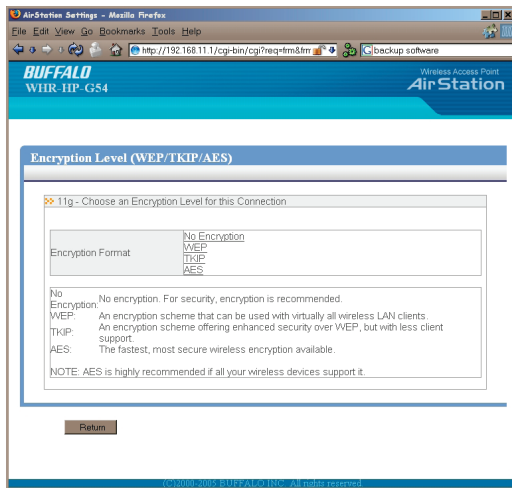 AirStation Settings - Mozilla Firefox
File Edit View Go Bookmarks Tools Help
http://192.168.11.1/cgi-bin/cgi?req=frm&frr
backup software
BUFFALO
WHR-HP-G54
Wireless Access Point
AirStation
Encryption Level (WEP/TKIP/AES)
11g - Choose an Encryption Level for this Connection
Encryption Format
No Encryption
WEP
TKIP
AES
No Encryption: No encryption. For security, encryption is recommended.
WEP: An encryption scheme that can be used with virtually all wireless LAN clients.
TKIP: An encryption scheme offering enhanced security over WEP, but with less client
support.
AES: The fastest, most secure wireless encryption available.
NOTE: AES is highly recommended if all your wireless devices support it.
Return
(C)2000-2005 BUFFALO INC. All rights reserved.